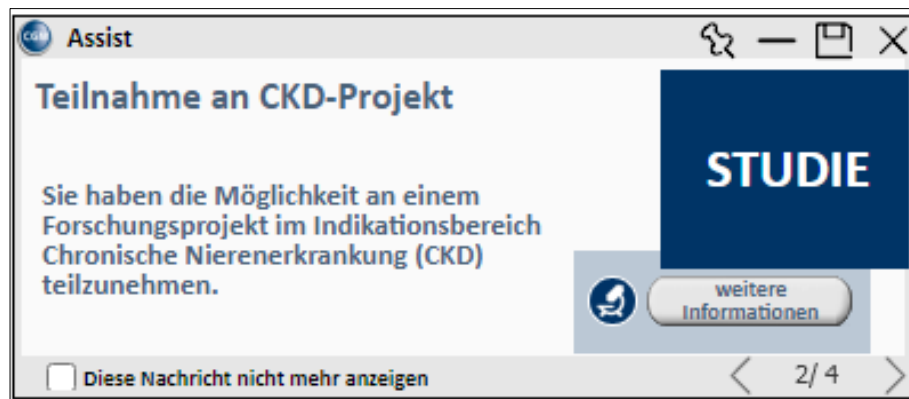 CGM Assist
Teilnahme an CKD-Projekt
STUDIE
Sie haben die Möglichkeit an einem
Forschungsprojekt im Indikationsbereich
Chronische Nierenerkrankung (CKD)
teilzunehmen.
weitere
Informationen
Diese Nachricht nicht mehr anzeigen
2/ 4